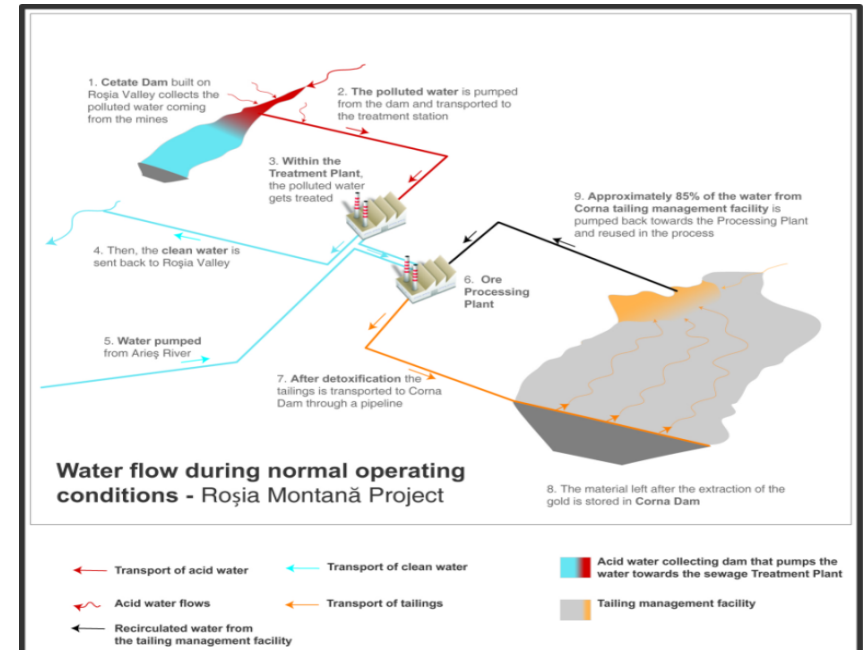 1. Cetate Dam built on
Roșia Valley collects the
polluted water coming
from the mines
2. The polluted water is pumped
from the dam and transported to
the treatment station
3. Within the
Treatment Plant,
the polluted water
gets treated
4. Then, the clean water is
sent back to Roșia Valley
5. Water pumped
from Arieș River
6. Ore
Processing
Plant
7. After detoxification the
tailings is transported to Corna
Dam through a pipeline
8. The material left after the extraction of the
gold is stored in Corna Dam
9. Approximately 85% of the water from
Corna tailing management facility is
pumped back towards the Processing Plant
and reused in the process
Water flow during normal operating
conditions - Roșia Montană Project
Transport of acid water
Acid water flows
Recirculated water from
the tailing management facility
Transport of clean water
Transport of tailings
Acid water collecting dam that pumps the
water towards the sewage Treatment Plant
Tailing management facility